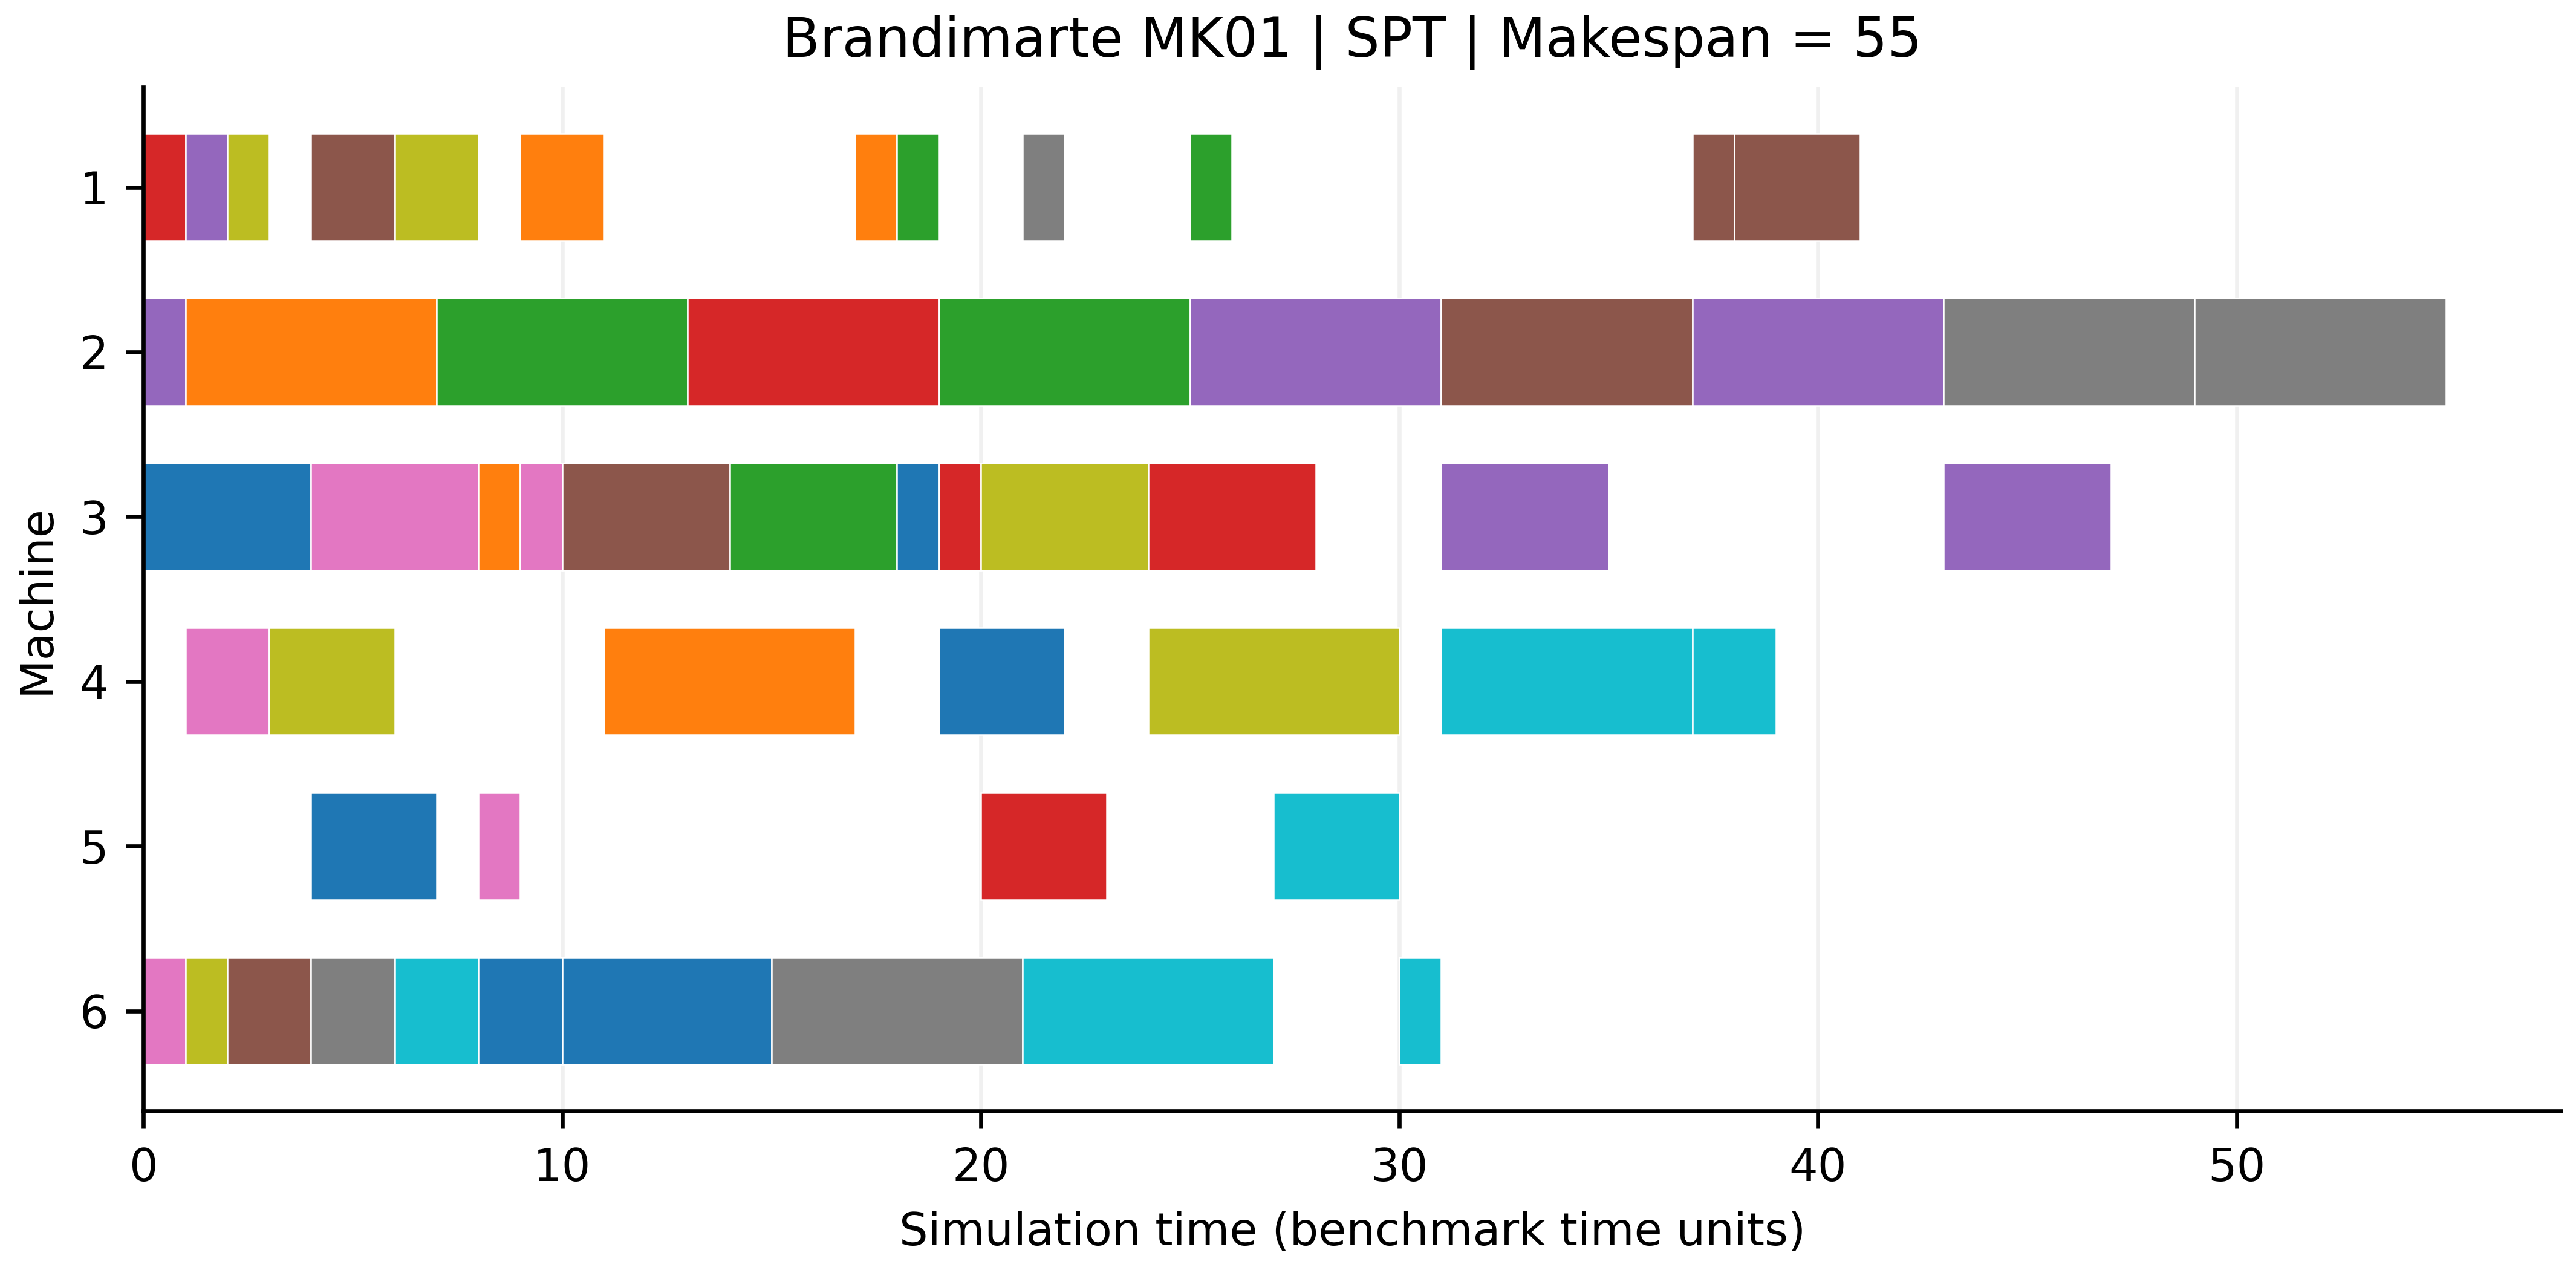 Brandimarte MK01 | SPT | Makespan = 55
Machine
1
2
3
4
5
6
0 10 20 30 40 50
Simulation time (benchmark time units)